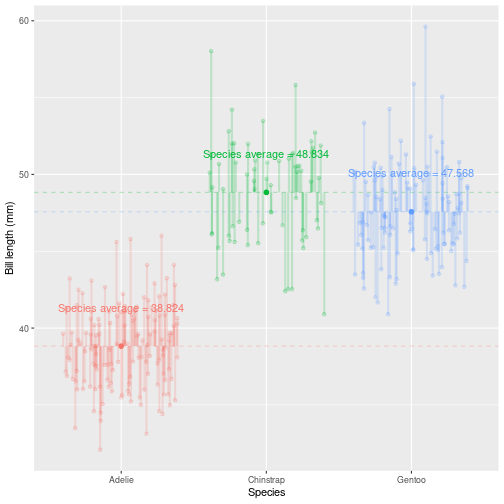 60
50
40
Bill length (mm)
Species average = 48.834
Species average = 47.568
Species average = 38.824
Adelie
Chinstrap
Gentoo
Species